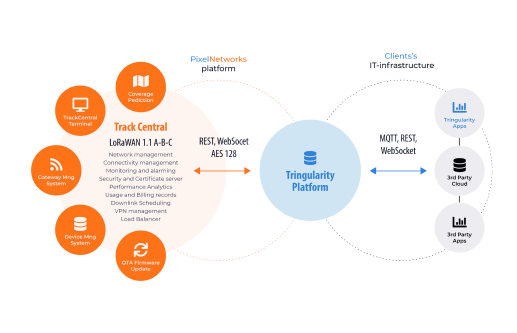 PixelNetworks
platform
Clients's
IT-infrastructure
Coverage
Pediction
TrackCentral
Terminal
Gateway Mng.
System
Device Mng
System
OTA Firmware
Update
Track Central
LoRaWAN 1.1 A-B-C
Network management
Connectivity management
Monitoring and alarming
Security and Certificate server
Performance Analytics
Usage and Billing records
Downlink Scheduling
VPN management
Load Balancer
REST, WebSocet
AES 128
Tringularity
Platform
MQTT, REST,
WebSocket
Tringularity
Apps
3rd Party
Cloud
3rd Party
Apps